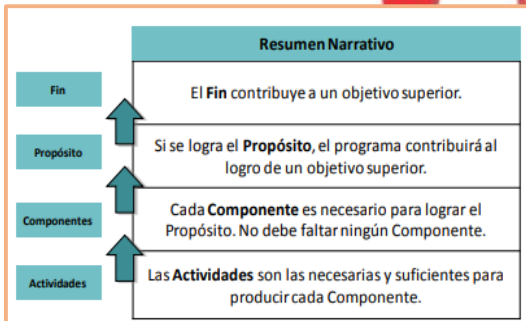 Resumen Narrativo
Fin
El Fin contribuye a un objetivo superior.
Propósito
Si se logra el Propósito, el programa contribuirá al
logro de un objetivo superior.
Componentes
Cada Componente es necesario para lograr el
Propósito. No debe faltar ningún Componente.
Actividades
Las Actividades son las necesarias y suficientes para
producir cada Componente.